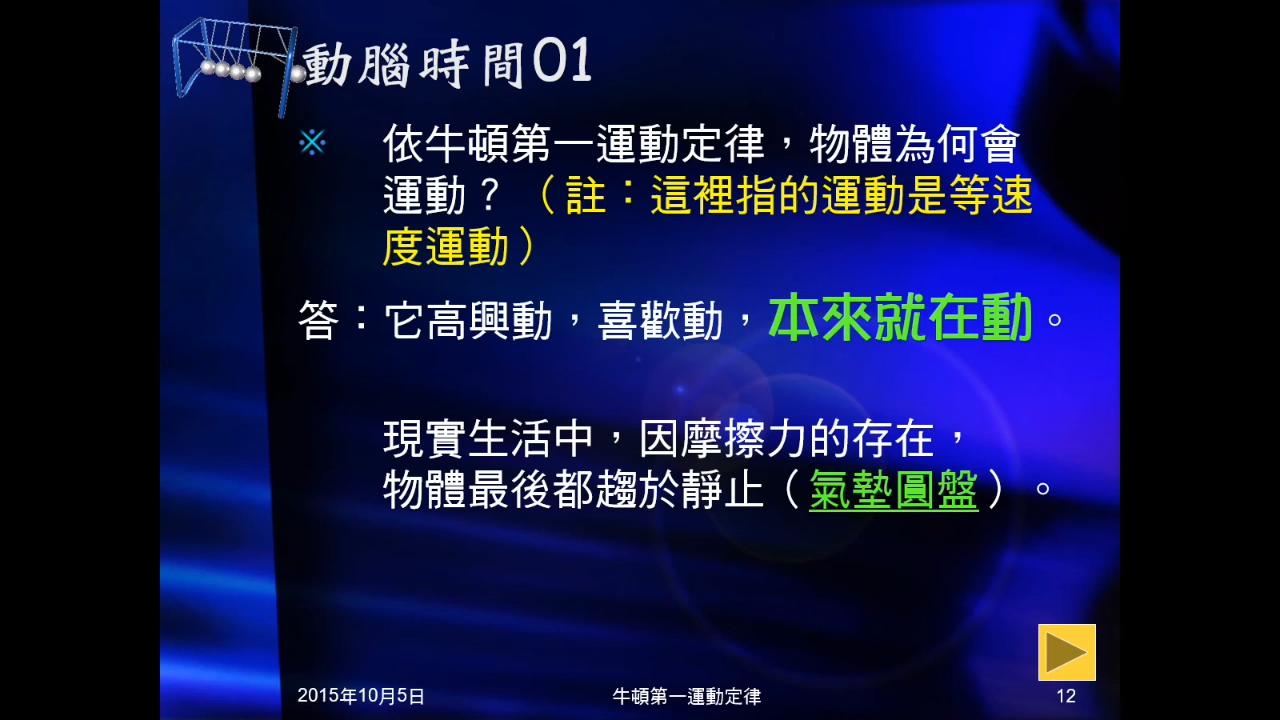 動腦時間01
※ 依牛頓第一運動定律，物體為何會
運動？（註：這裡指的運動是等速
度運動）
答：它高興動，喜歡動，本來就在動。
現實生活中，因摩擦力的存在，
物體最後都趨於靜止（氣墊圓盤）。
2015年10月5日 牛頓第一運動定律 12